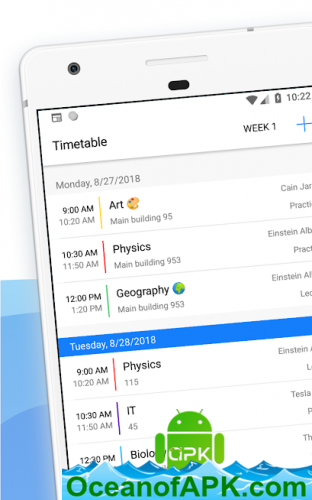 10:22
Timetable WEEK 1 +
Monday, 8/27/2018
9:00 AM Art 🎨 Cain Jar
10:20 AM Main building 95 Practi
10:30 AM Physics Einstein Alb
11:50 AM Main building 953
12:00 PM Geography 🌍 Einstein Al
1:20 PM Main building 953 Lec
Tuesday, 8/28/2018
9:00 AM Physics Einstein A
10:20 AM 115 Le
10:30 AM IT Tesla
11:50 AM 45 P
12:30 PM Biology Th
APK
OceanofAPK.com